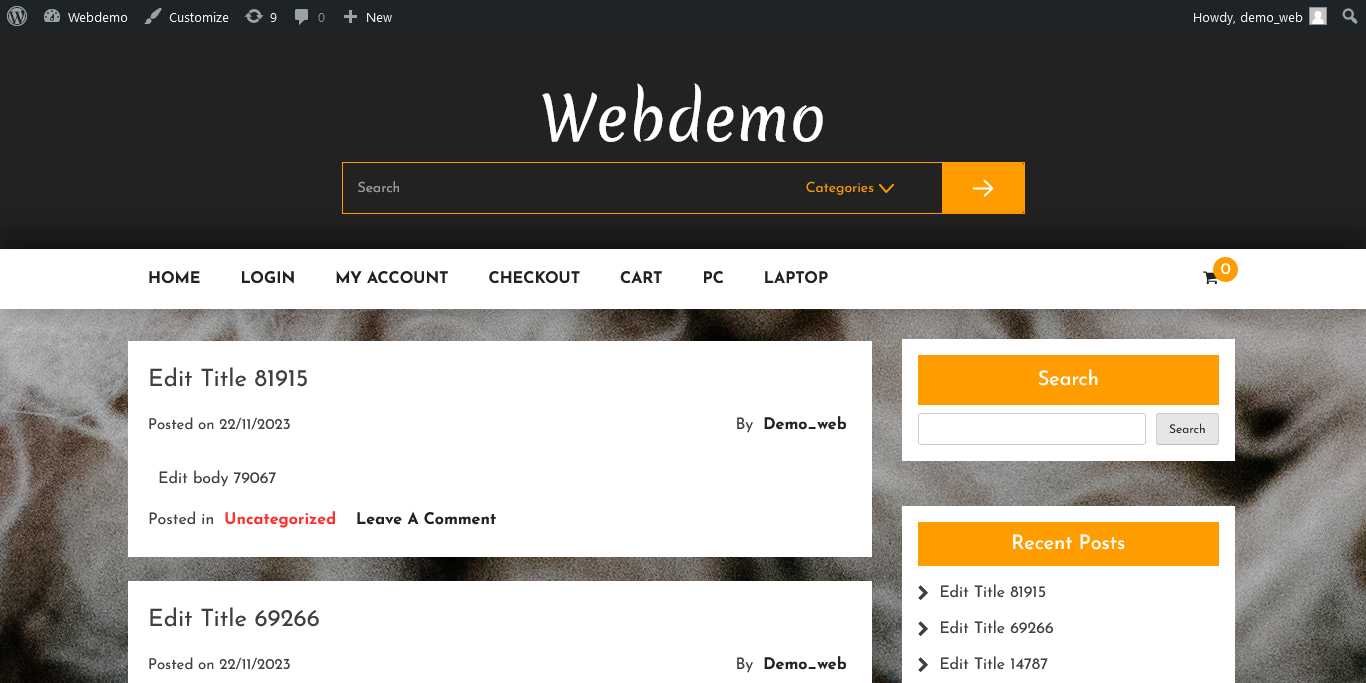 Webdemo Customize 9 0 New Howdy, demo_web
Webdemo
Search Categories
HOME LOGIN MY ACCOUNT CHECKOUT CART PC LAPTOP 0
Edit Title 81915
Posted on 22/11/2023 By Demo_web
Edit body 79067
Posted in Uncategorized Leave A Comment
Edit Title 69266
Posted on 22/11/2023 By Demo_web
Search
Search
Recent Posts
Edit Title 81915
Edit Title 69266
Edit Title 14787